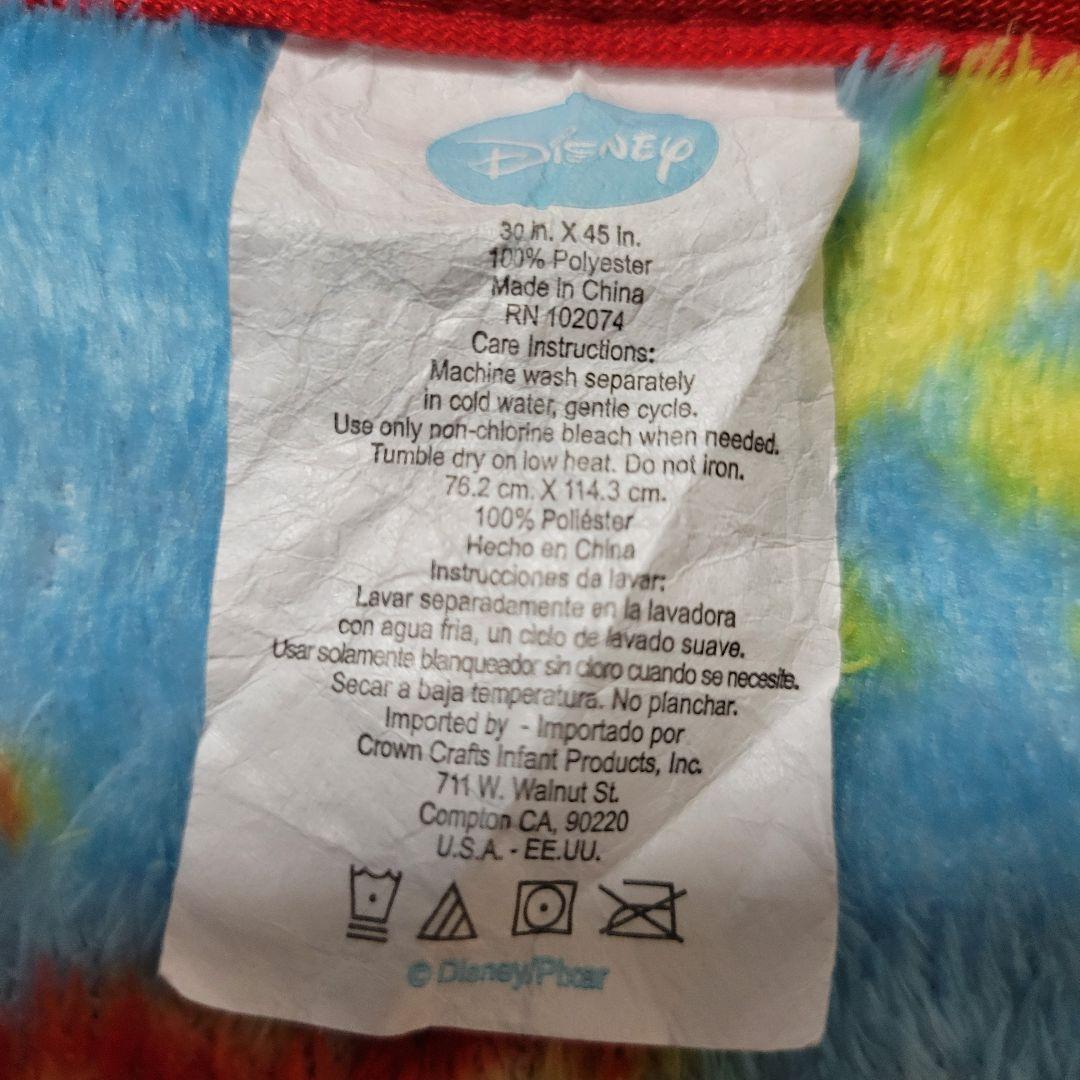 Disney
30 in. X 45 in.
100% Polyester
Made in China
RN 102074
Care Instructions:
Machine wash separately
in cold water, gentle cycle.
Use only non-chlorine bleach when needed.
Tumble dry on low heat. Do not iron.
76.2 cm. X 114.3 cm.
100% Poliéster
Hecho en China
Instrucciones de lavar:
Lavar separadamente en la lavadora
con agua fria, un ciclo de lavado suave.
Usar solamente blanqueador sin cloro cuando se necesite.
Secar a baja temperatura. No planchar.
Imported by - Importado por
Crown Crafts Infant Products, Inc.
711 W. Walnut St.
Compton CA, 90220
U.S.A. - EE.UU.
© Disney/Pixar